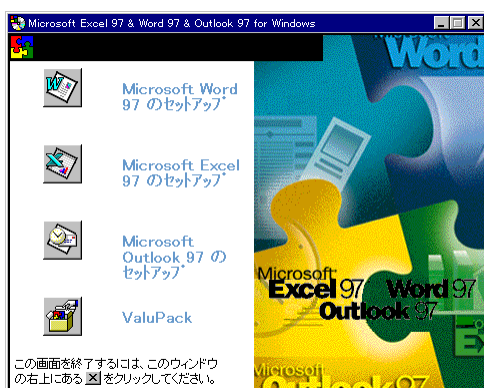 Microsoft Excel 97 & Word 97 & Outlook 97 for Windows
Microsoft Word
97 のセットアップ
Microsoft Excel
97 のセットアップ
Microsoft
Outlook 97 の
セットアップ
ValuPack
この画面を終了するには、このウィンドウ
の右上にある×をクリックしてください。
Word
Microsoft
Excel 97 Word 97
Outlook 97
Microsoft